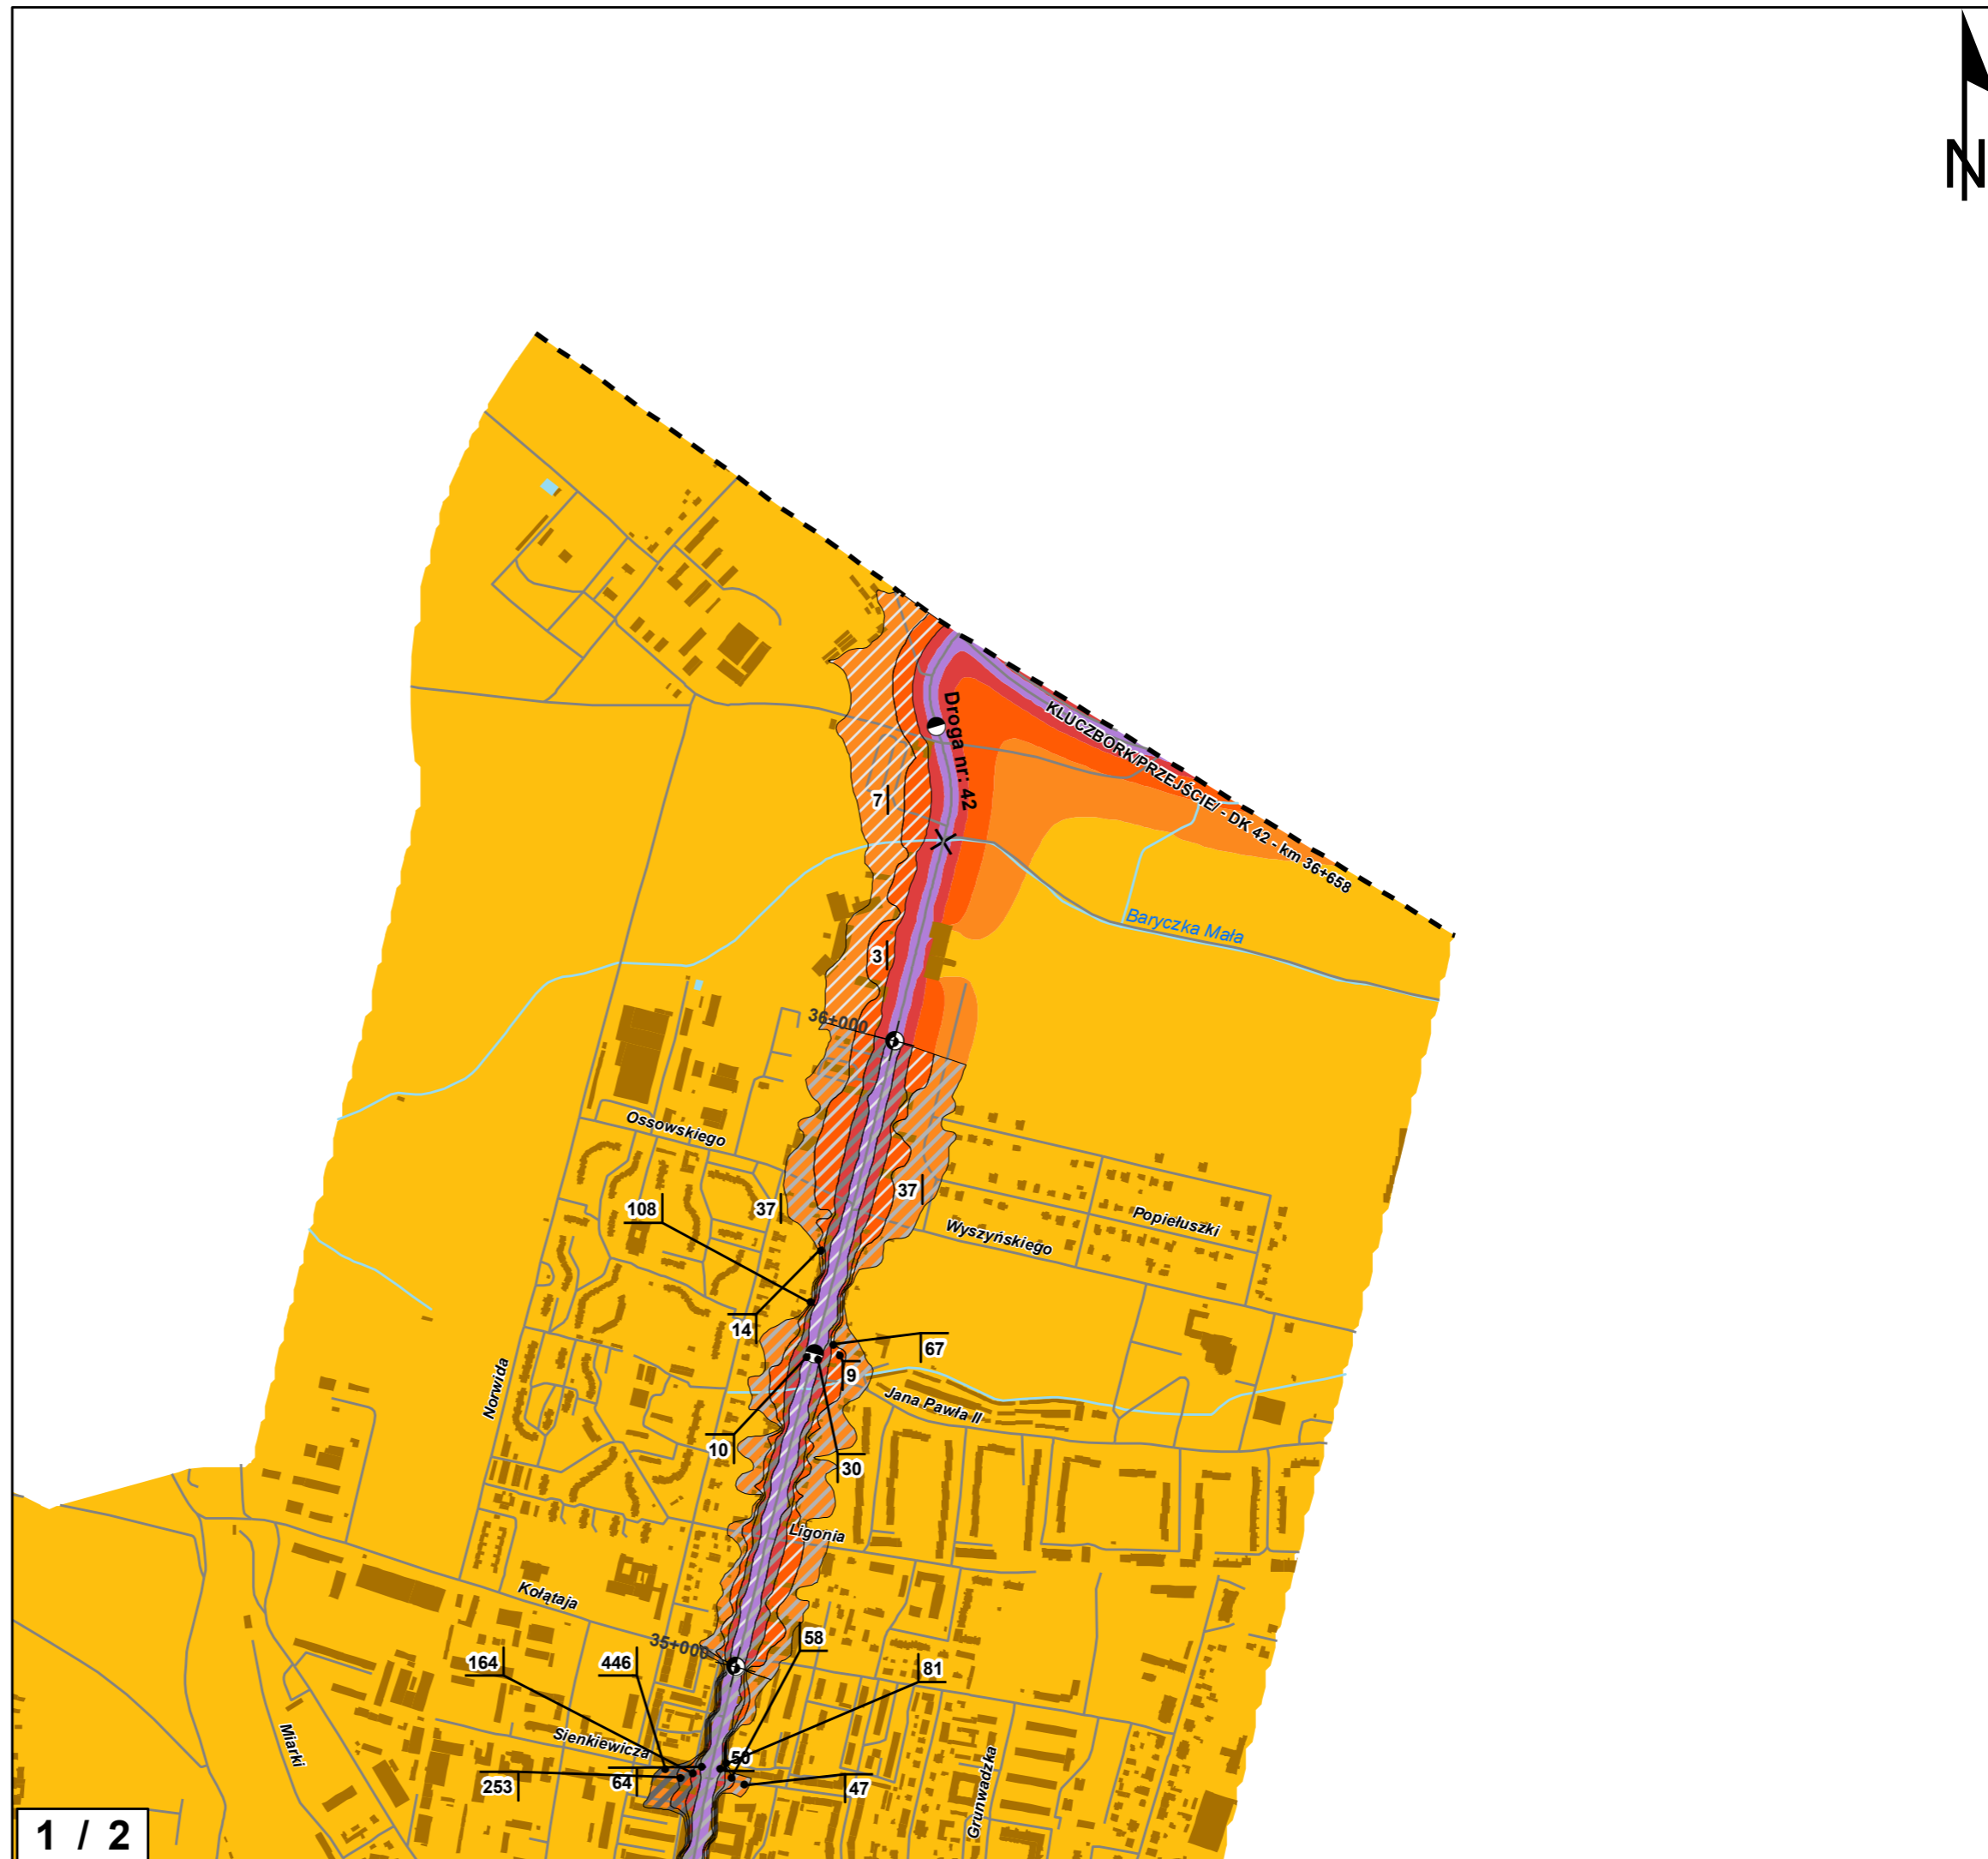 N
Droga nr: 42
KLUCZBORK/PRZEJŚCIE/ - DK 42 - km 36+658
7
Baryczka Mała
3
36+000
Ossowskiego
37
37
108
Popiełuszki
Wyszyńskiego
14
67
9
Norwida
Jana Pawła II
10
30
Ligonia
Kołątaja
35+000
58
164
446
81
Miarki
Sienkiewicza
50
64
253
47
Grunwadzka
1 / 2